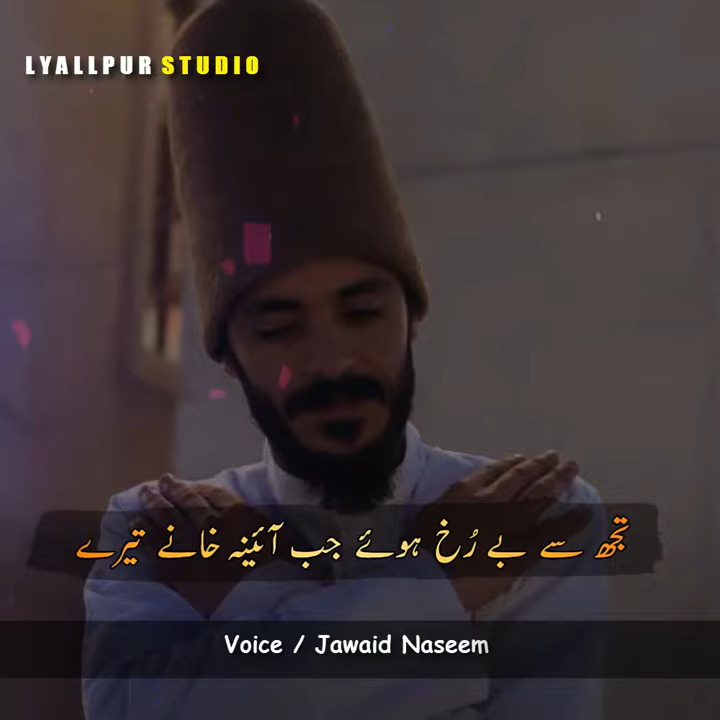 LYALLPUR STUDIO
تجھ سے بے رُخ ہوئے جب آئینہ خانے تیرے
Voice / Jawaid Naseem